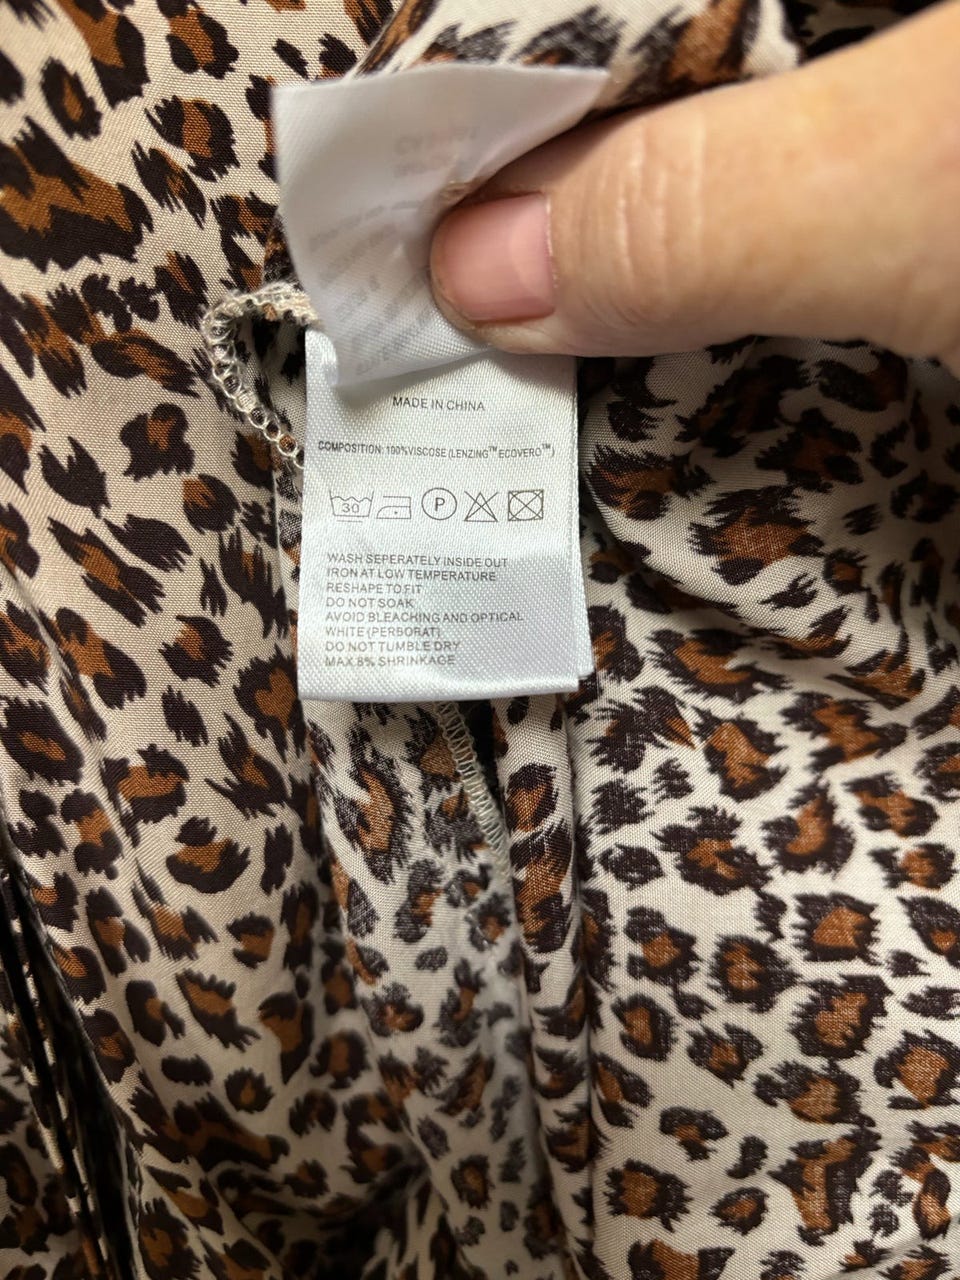 MADE IN CHINA
COMPOSITION: 100%VISCOSE (LENZING™ ECOVERO™)
30 P
WASH SEPERATELY INSIDE OUT
IRON AT LOW TEMPERATURE
RESHAPE TO FIT
DO NOT SOAK
AVOID BLEACHING AND OPTICAL
WHITE (PERBORAT)
DO NOT TUMBLE DRY
MAX 8% SHRINKAGE